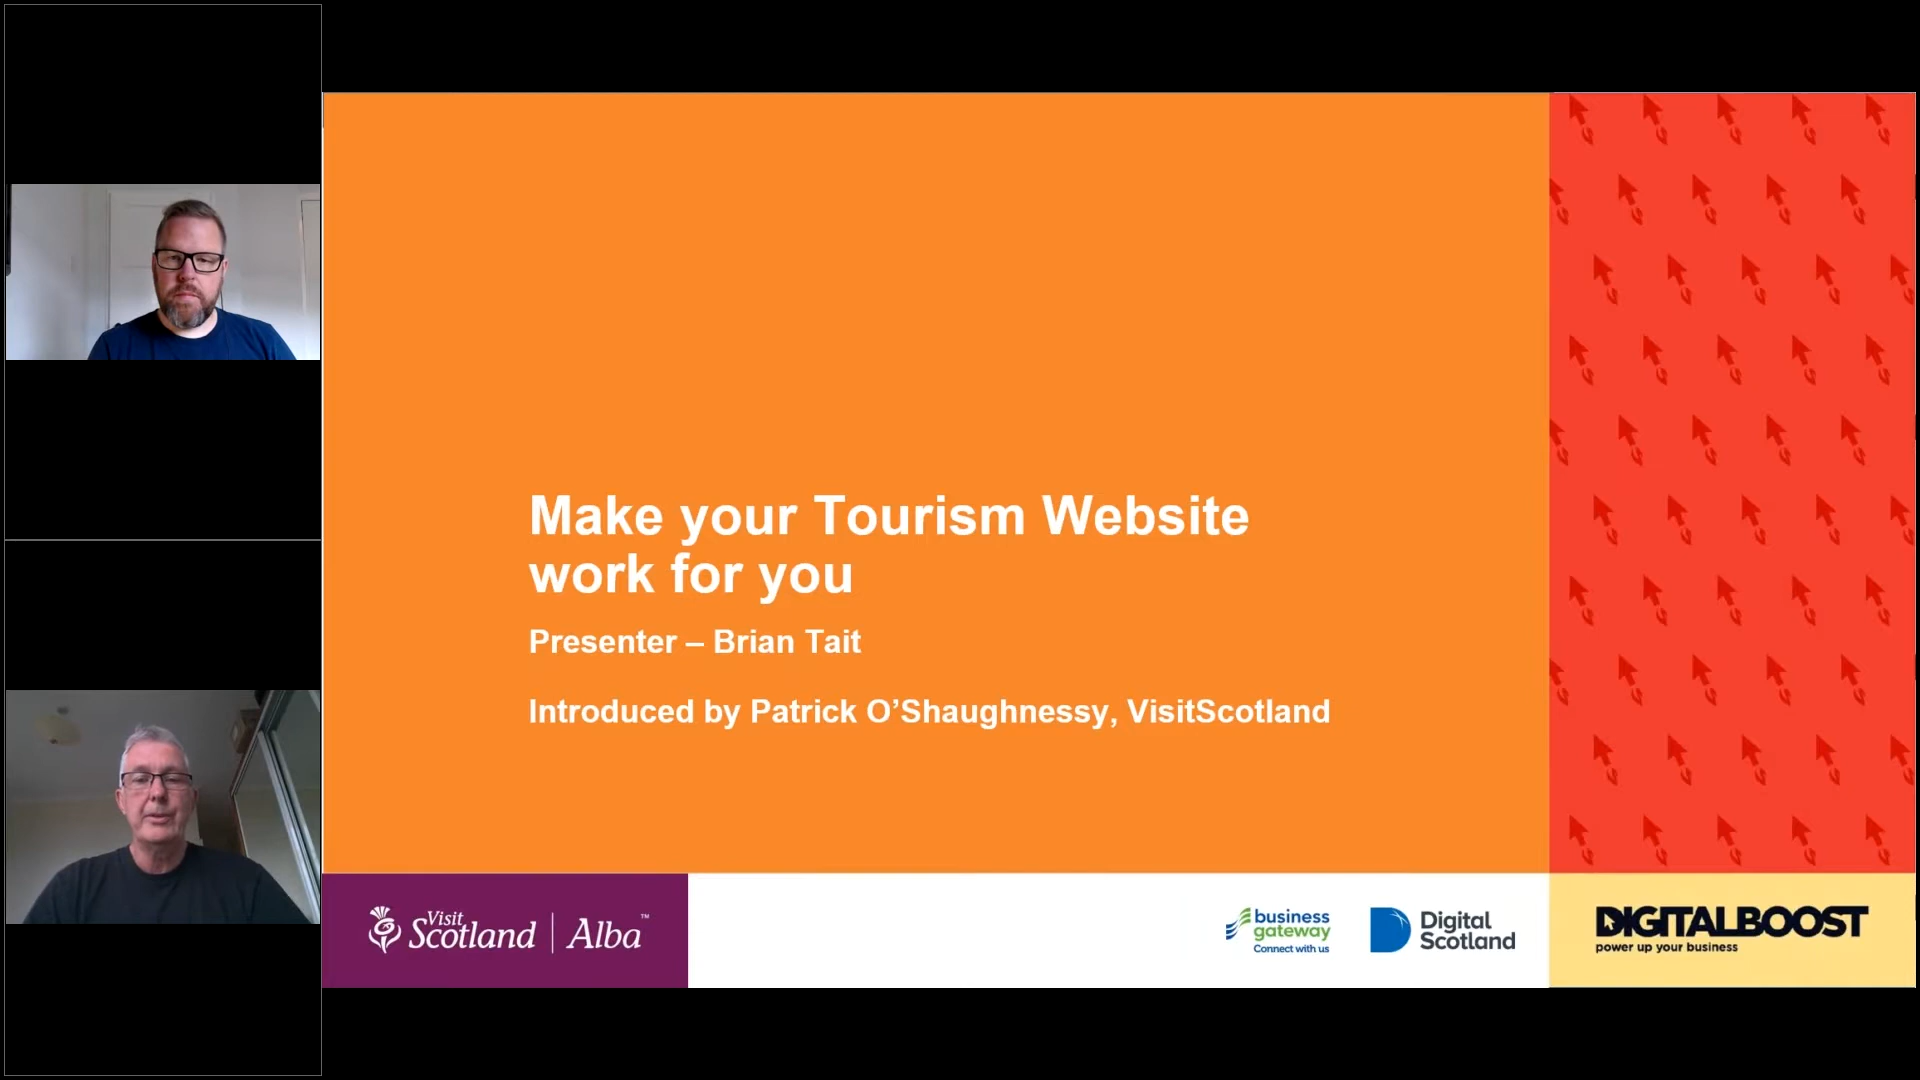 Make your Tourism Website
work for you
Presenter – Brian Tait
Introduced by Patrick O’Shaughnessy, VisitScotland
Visit
Scotland | Alba™
business
gateway
Connect with us
Digital
Scotland
DIGITALBOOST
power up your business